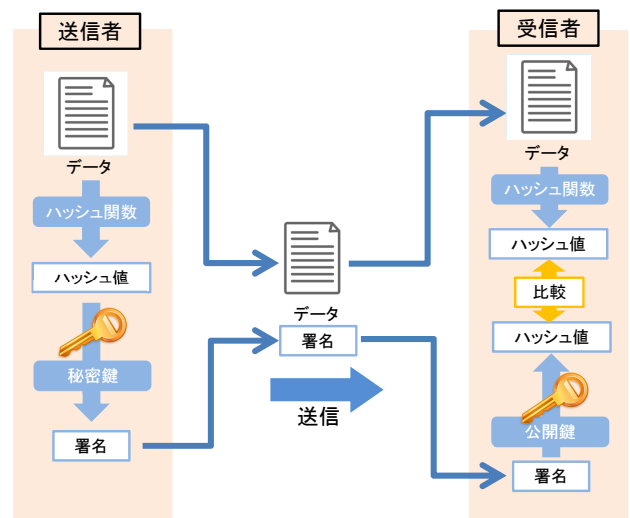 送信者
データ
ハッシュ関数
ハッシュ値
秘密鍵
署名
データ
署名
送信
受信者
データ
ハッシュ関数
ハッシュ値
比較
ハッシュ値
公開鍵
署名